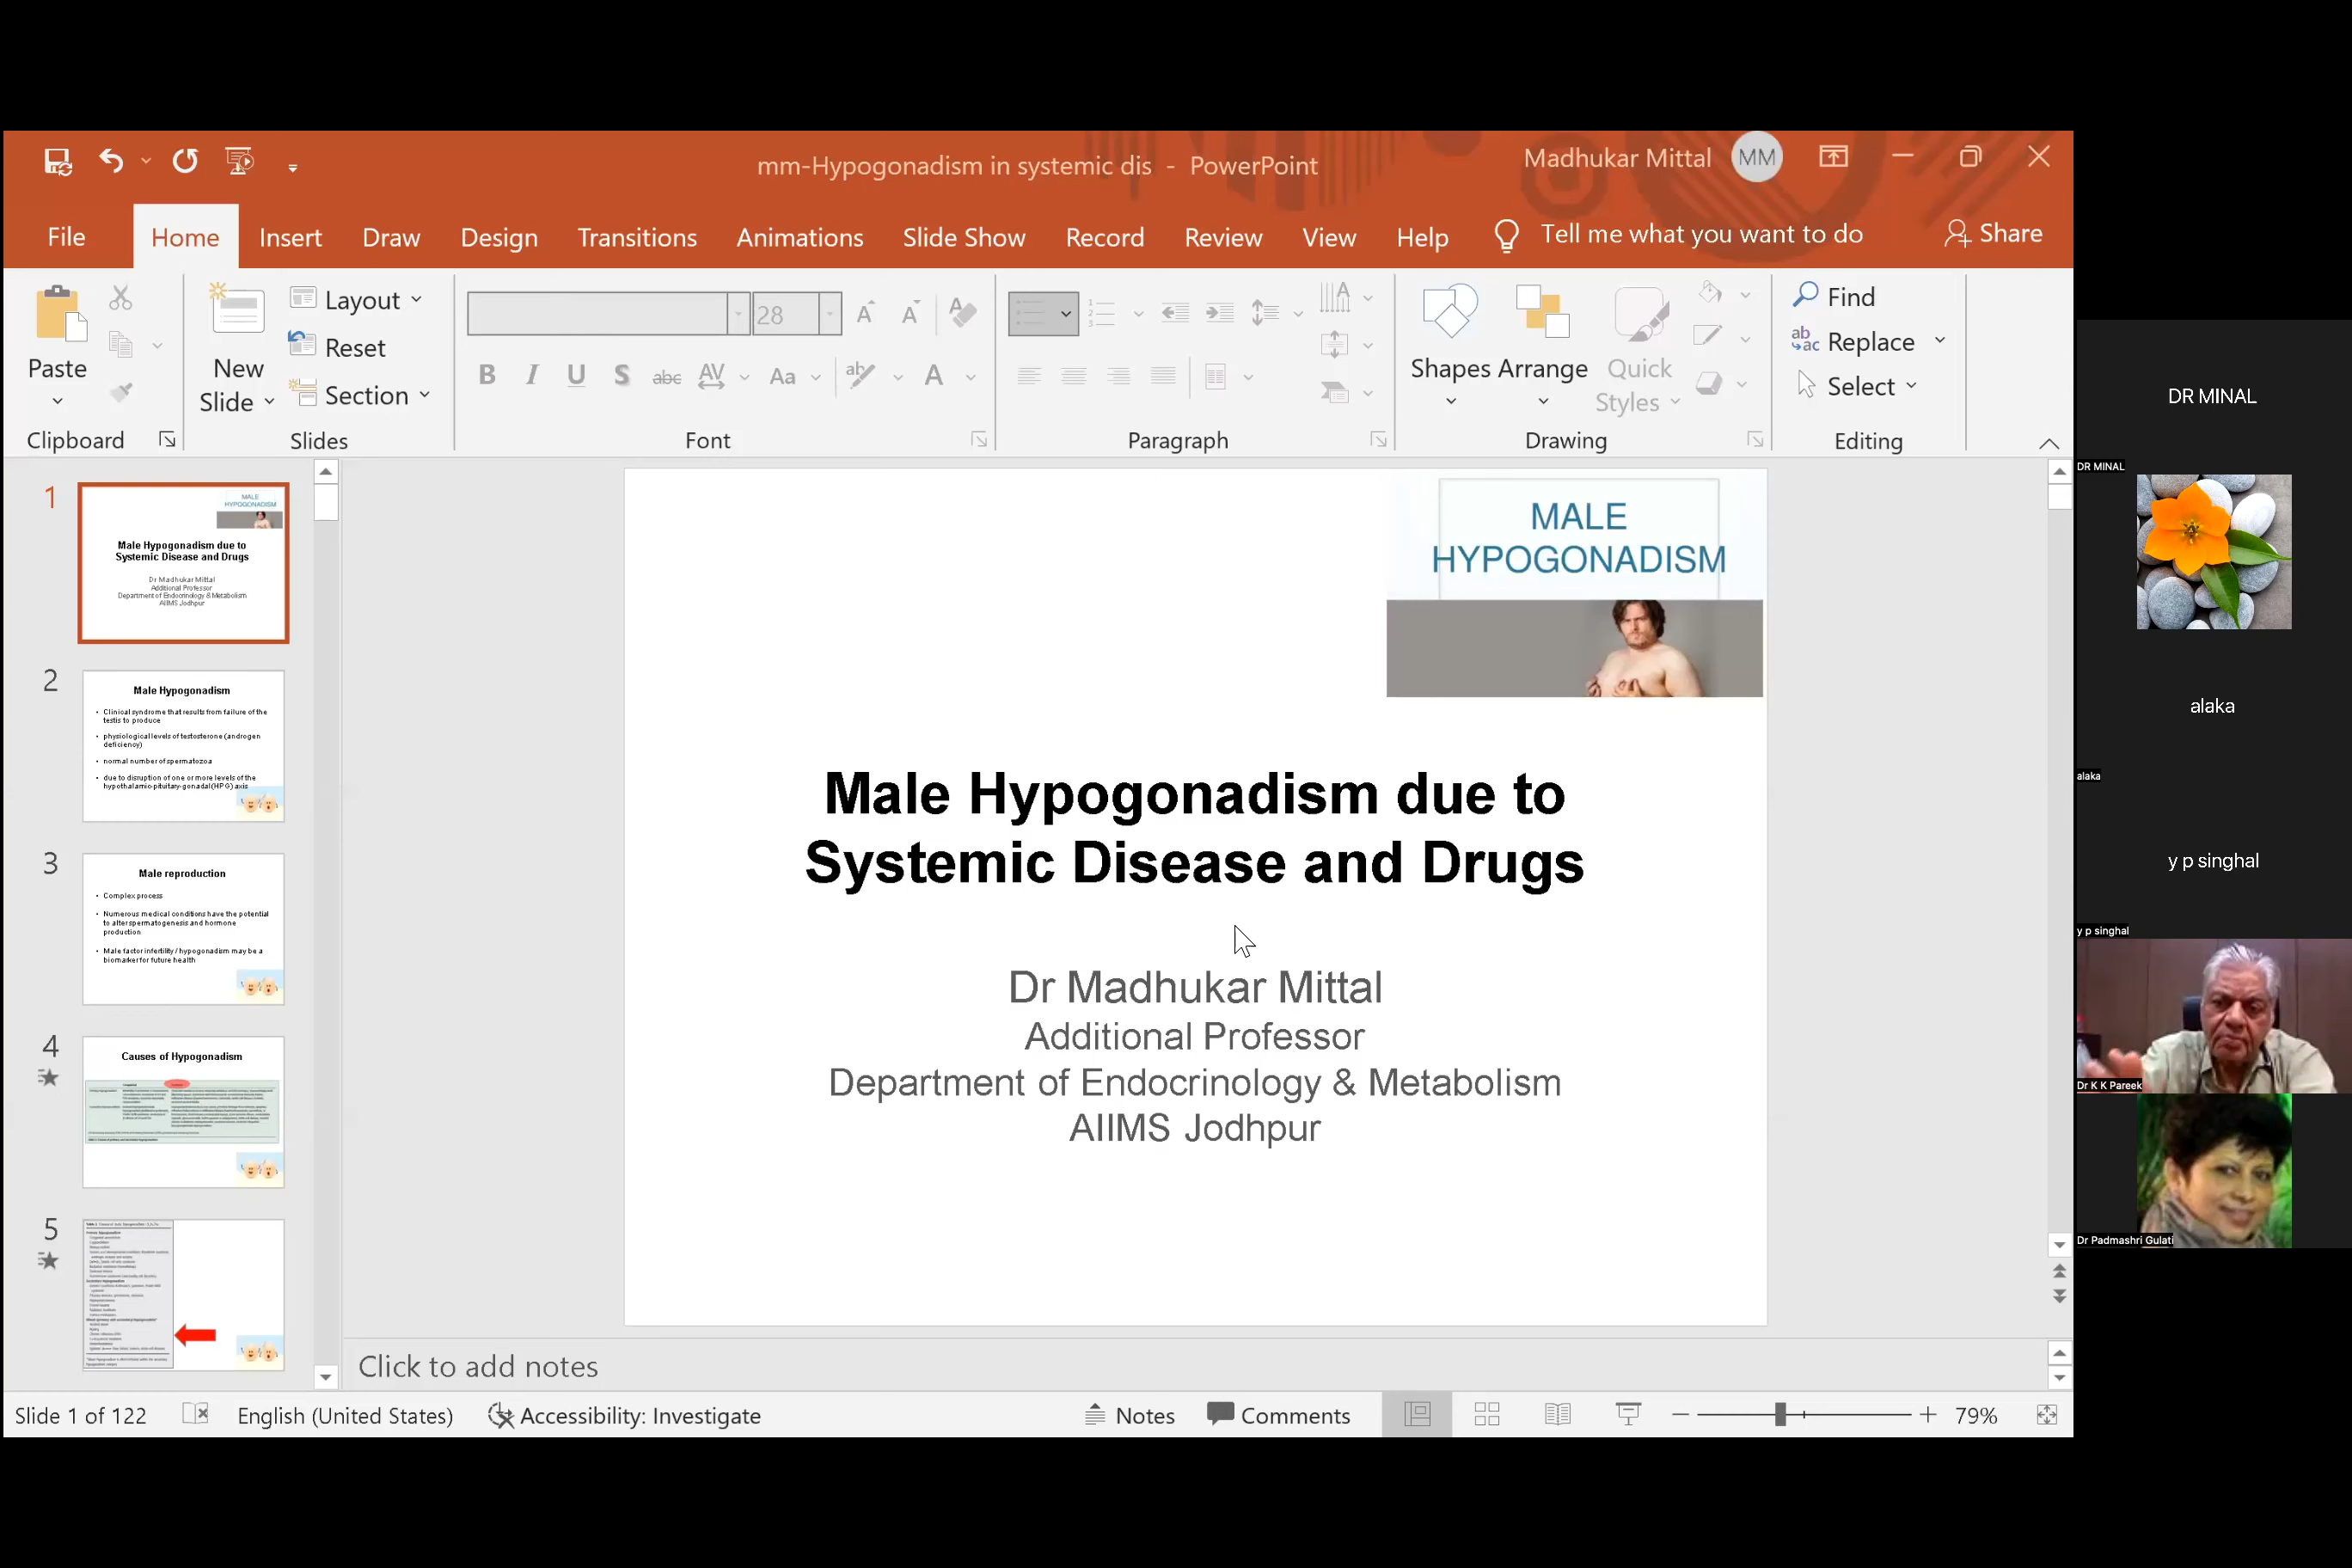 mm-Hypogonadism in systemic dis - PowerPoint
Madhukar Mittal MM
File Home Insert Draw Design Transitions Animations Slide Show Record Review View Help Tell me what you want to do Share
Paste
Clipboard
New
Slide
Layout
Reset
Section
Slides
28
B I U S abc AV Aa ab A
Font
Paragraph
Shapes Arrange Quick
Styles
Drawing
Find
Replace
Select
Editing
1
MALE
HYPOGONADISM
Male Hypogonadism due to
Systemic Disease and Drugs
Dr Madhukar Mittal
Additional Professor
Department of Endocrinology & Metabolism
AIIMS Jodhpur
2
Male Hypogonadism
• Clinical syndrome that results from failure of the
testis to produce
• physiological levels of testosterone (androgen
deficiency)
• normal number of spermatozoa
• due to disruption of one or more levels of the
hypothalamic-pituitary-gonadal (HPG) axis
3
Male reproduction
• Complex process
• Numerous medical conditions have the potential
to alter spermatogenesis and hormone
production
• Male factor infertility / hypogonadism may be a
biomarker for future health
4
Causes of Hypogonadism
5
MALE
HYPOGONADISM
Male Hypogonadism due to
Systemic Disease and Drugs
Dr Madhukar Mittal
Additional Professor
Department of Endocrinology & Metabolism
AIIMS Jodhpur
Click to add notes
Slide 1 of 122 English (United States) Accessibility: Investigate Notes Comments 79%
DR MINAL
DR MINAL
alaka
alaka
y p singhal
y p singhal
Dr K K Pareek
Dr Padmashri Gulati